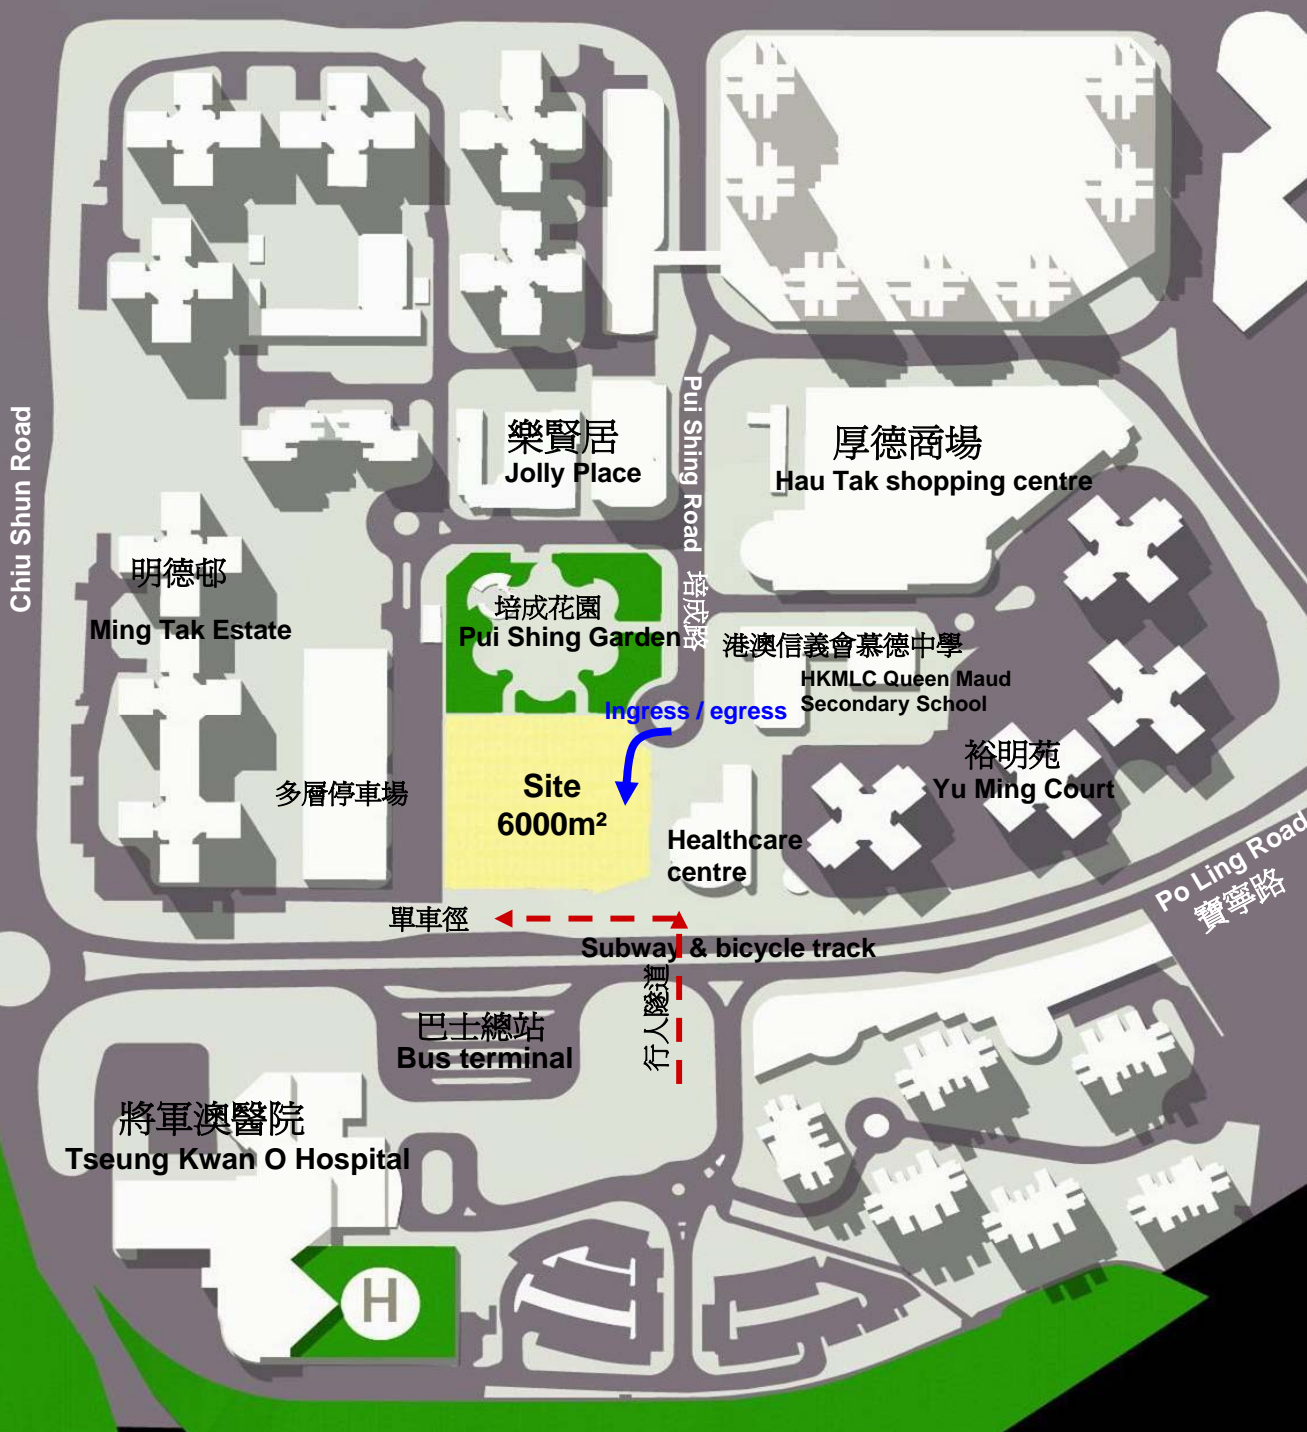 Chiu Shun Road
樂賢居
Jolly Place
Pui Shing Road 培成路
厚德商場
Hau Tak shopping centre
明德邨
Ming Tak Estate
培成花園
Pui Shing Garden
港澳信義會慕德中學
HKMLC Queen Maud
Secondary School
Ingress / egress
裕明苑
Yu Ming Court
多層停車場
Site
6000m²
Healthcare
centre
Po Ling Road
寶寧路
單車徑
Subway & bicycle track
行人隧道
巴士總站
Bus terminal
將軍澳醫院
Tseung Kwan O Hospital
H